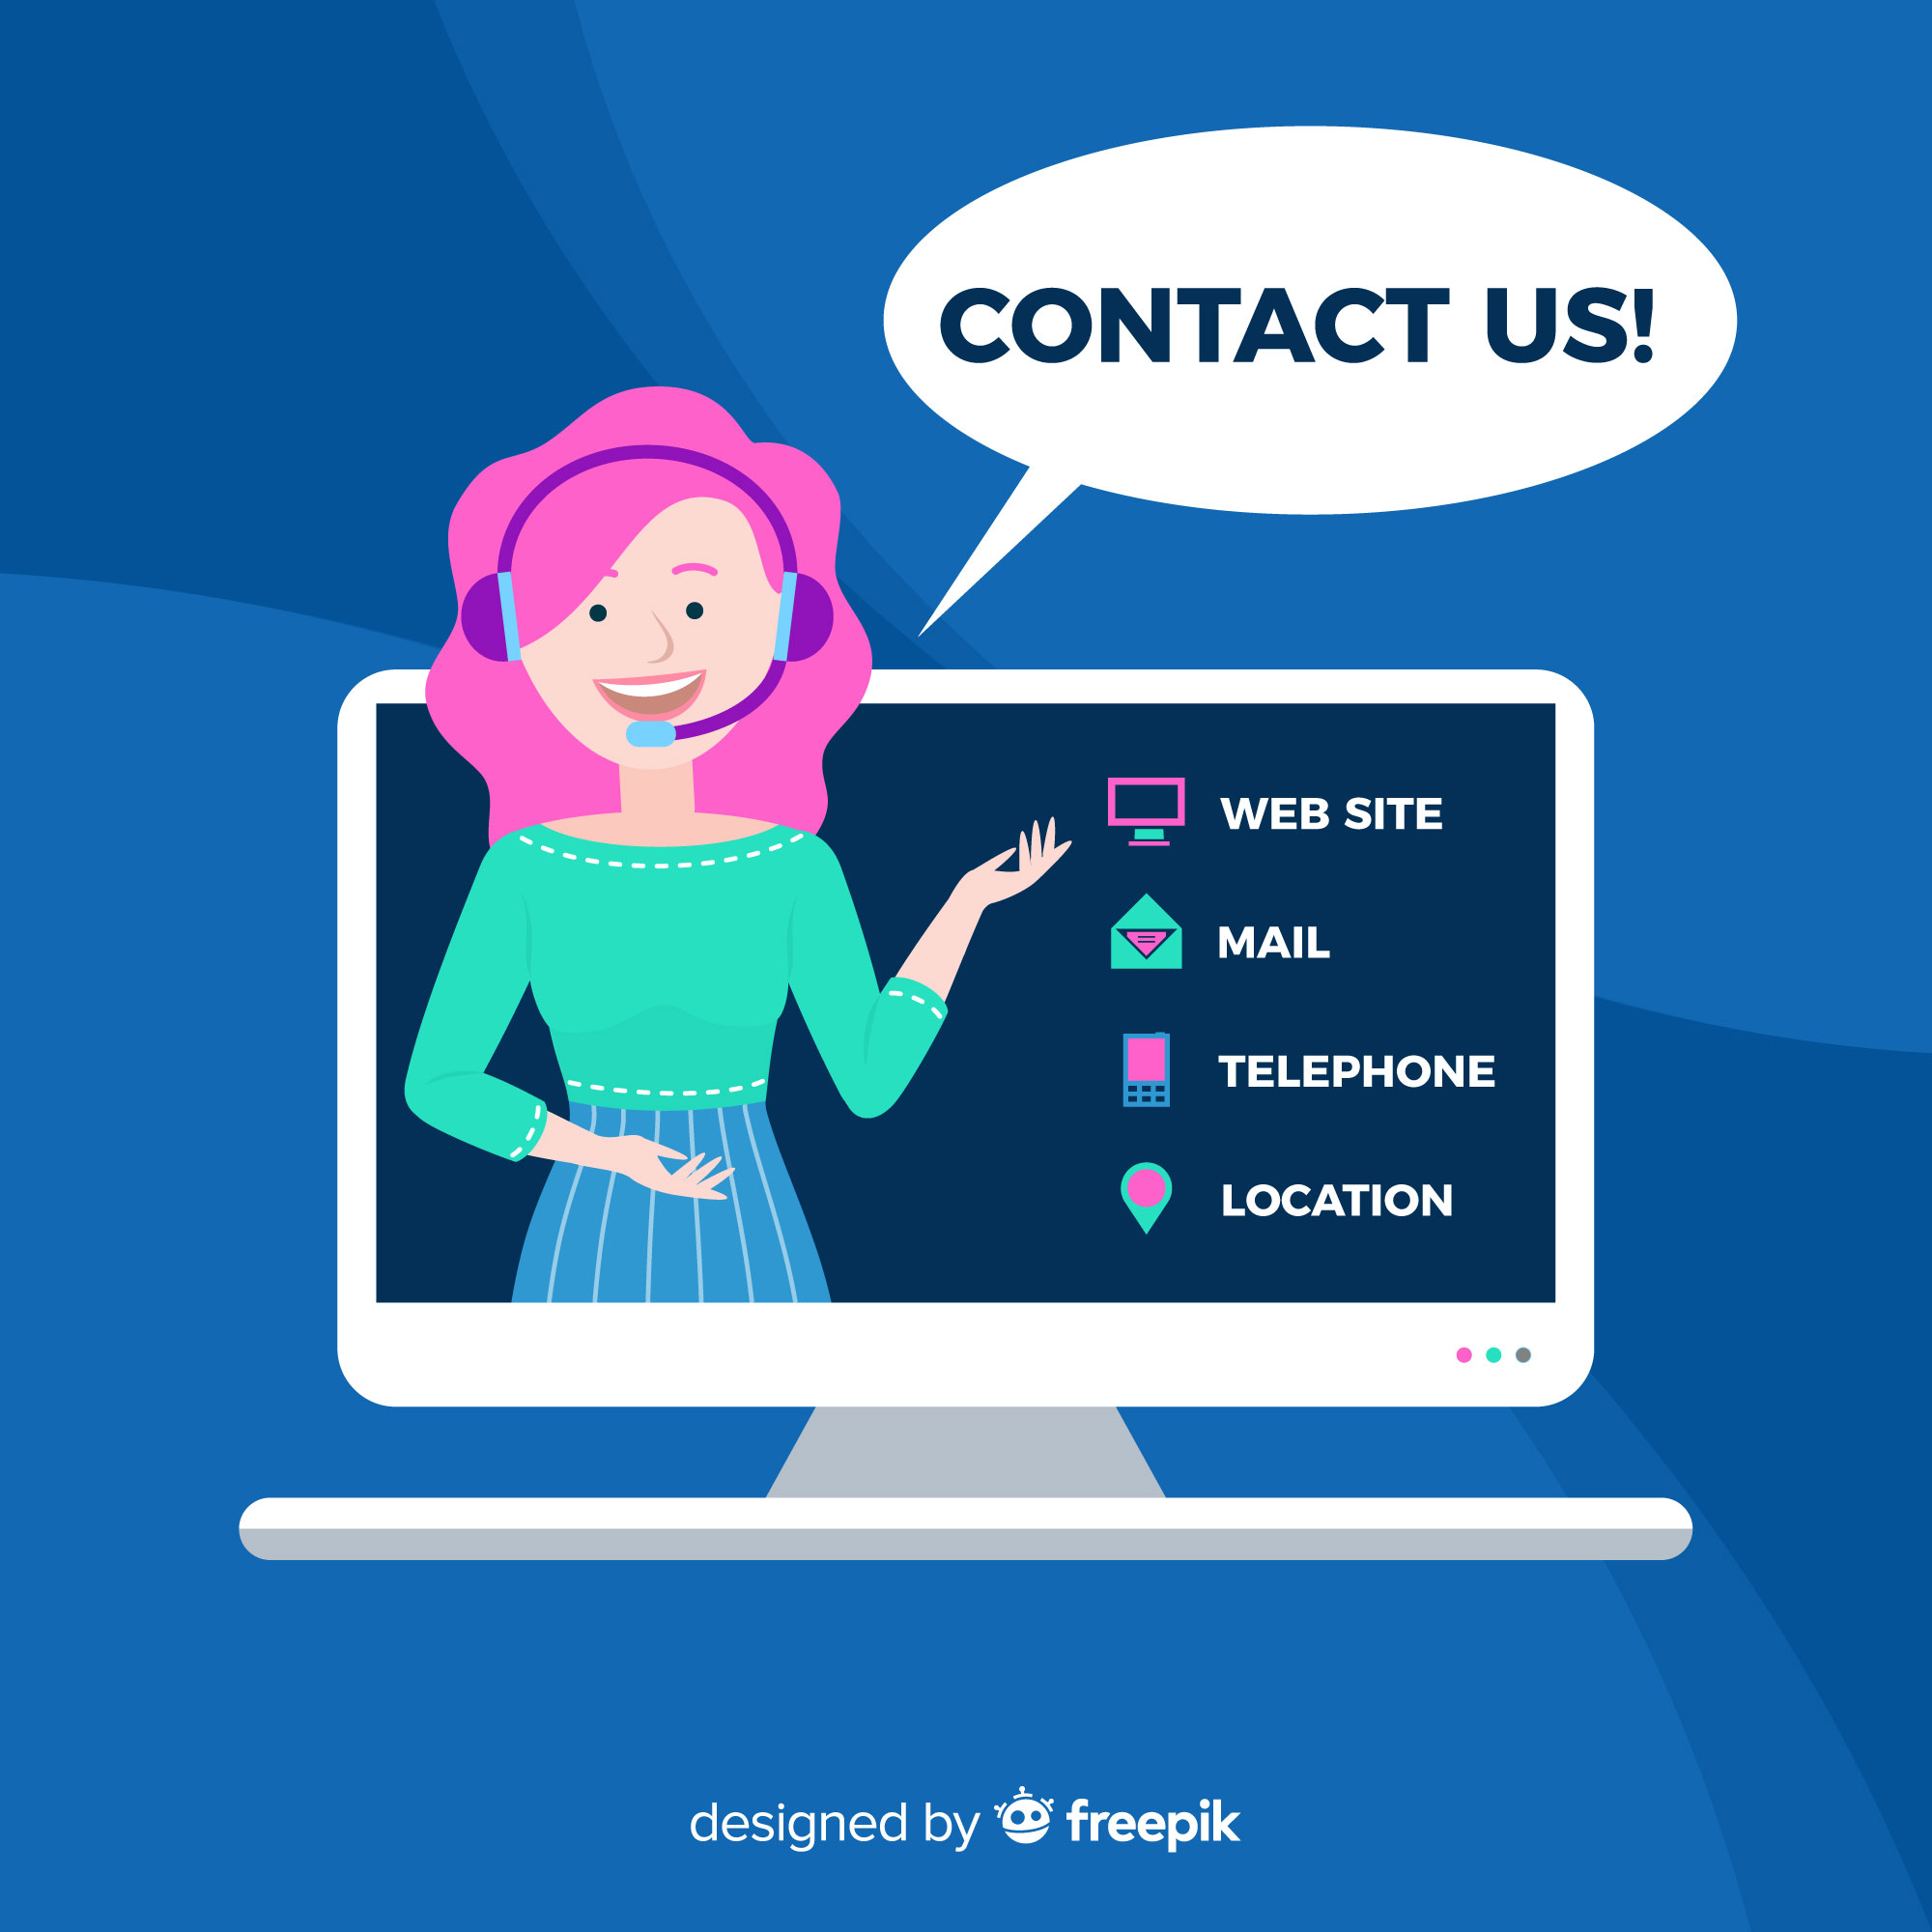 CONTACT US!
WEB SITE
MAIL
TELEPHONE
LOCATION
designed by freepik